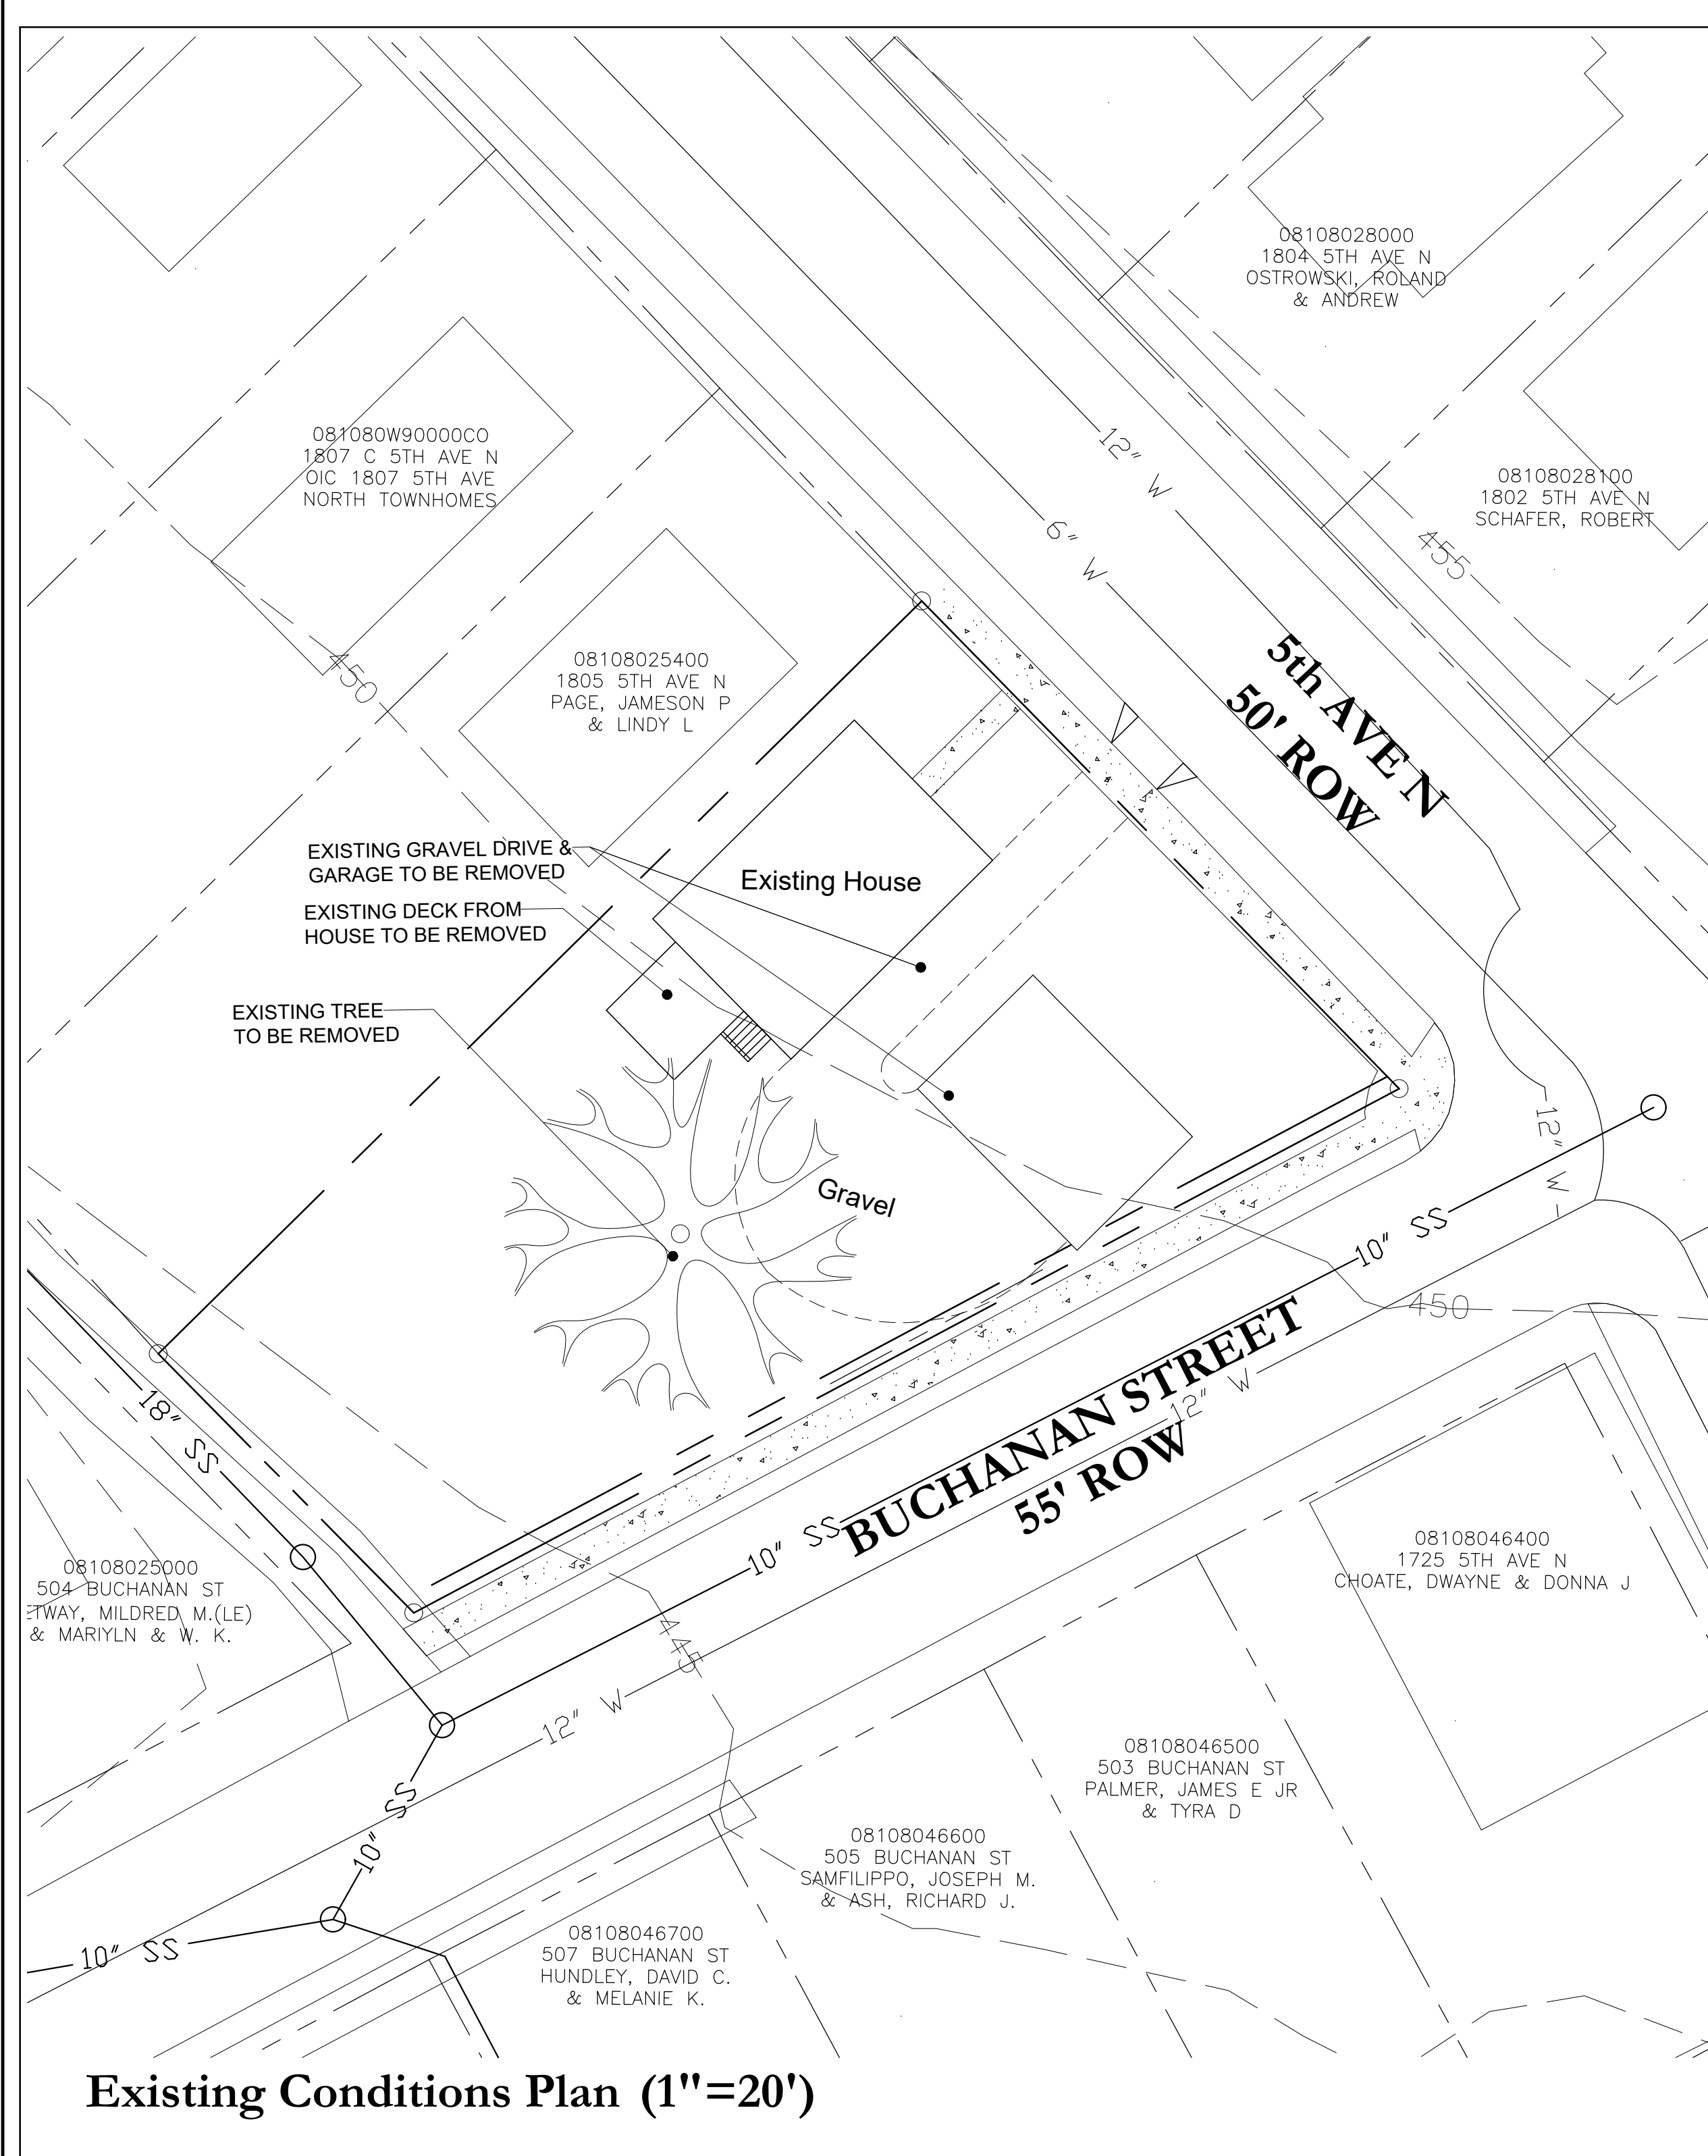 08108028000
1804 5TH AVE N
OSTROWSKI, ROLAND
& ANDREW
081080W90000CO
1807 C 5TH AVE N
OIC 1807 5TH AVE
NORTH TOWNHOMES
12" W
08108028100
1802 5TH AVE N
SCHAFER, ROBERT
6" W
455
450
08108025400
1805 5TH AVE N
PAGE, JAMESON P
& LINDY L
5th AVE N
50' ROW
EXISTING GRAVEL DRIVE &
GARAGE TO BE REMOVED
Existing House
EXISTING DECK FROM
HOUSE TO BE REMOVED
EXISTING TREE
TO BE REMOVED
12" W
Gravel
10" SS
450
18" SS
BUCHANAN STREET
55' ROW
12" W
10" SS
08108046400
1725 5TH AVE N
CHOATE, DWAYNE & DONNA J
08108025000
504 BUCHANAN ST
ETWAY, MILDRED M.(LE)
& MARIYLN & W. K.
445
12" W
10" SS
08108046500
503 BUCHANAN ST
PALMER, JAMES E JR
& TYRA D
08108046600
505 BUCHANAN ST
SAMFILIPPO, JOSEPH M.
& ASH, RICHARD J.
10" SS
08108046700
507 BUCHANAN ST
HUNDLEY, DAVID C.
& MELANIE K.
Existing Conditions Plan (1"=20')